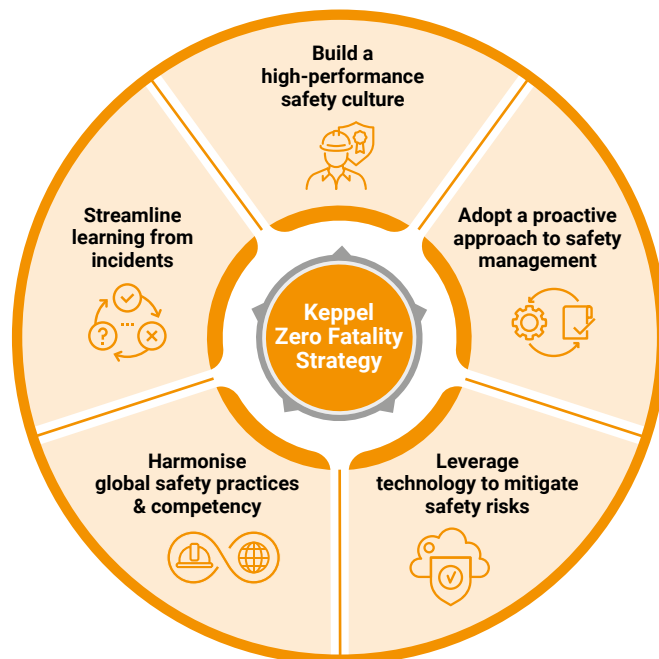 Build a
high-performance
safety culture
Adopt a proactive
approach to safety
management
Leverage
technology to mitigate
safety risks
Harmonise
global safety practices
& competency
Streamline
learning from
incidents
Keppel
Zero Fatality
Strategy